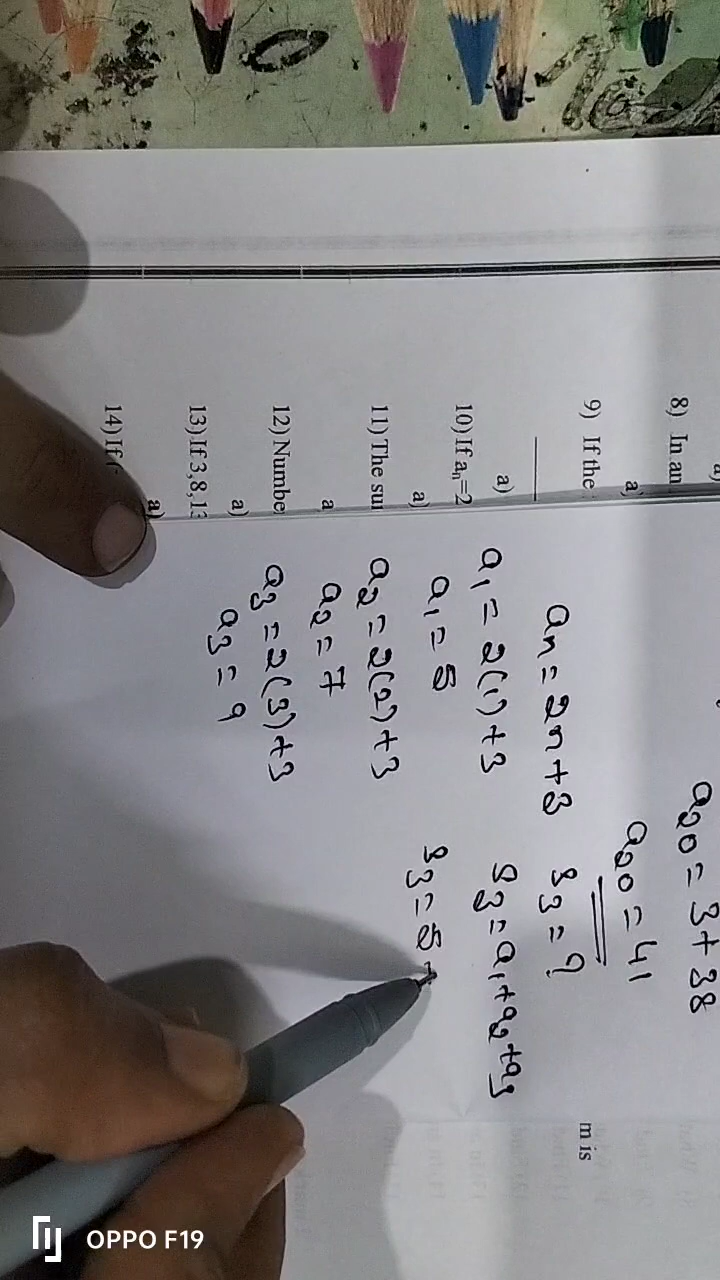 8) In an
a)
9) If the
a)
10) If aₙ=2
a)
11) The sum
a
12) Numbe
a)
13) If 3,8,13
a)
14) If
a20 = 3+38
a20 = 41
an = 2n+3
a1 = 2(1)+3
a1 = 5
a2 = 2(2)+3
a2 = 7
a3 = 2(3)+3
a3 = 9
S3 = ?
S3 = a1+a2+a3
S3 = 5
m is
OPPO F19